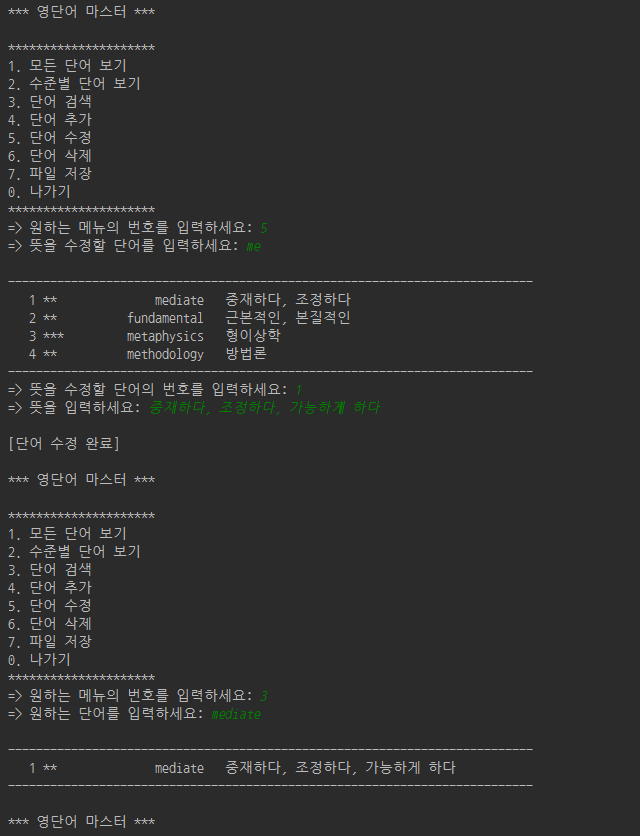 *** 영단어 마스터 ***
*********************
1. 모든 단어 보기
2. 수준별 단어 보기
3. 단어 검색
4. 단어 추가
5. 단어 수정
6. 단어 삭제
7. 파일 저장
0. 나가기
*********************
=> 원하는 메뉴의 번호를 입력하세요: 5
=> 뜻을 수정할 단어를 입력하세요: me
---------------------------------------------------------------------------
1 ** mediate 중재하다, 조정하다
2 ** fundamental 근본적인, 본질적인
3 *** metaphysics 형이상학
4 ** methodology 방법론
---------------------------------------------------------------------------
=> 뜻을 수정할 단어의 번호를 입력하세요: 1
=> 뜻을 입력하세요: 중재하다, 조정하다, 가능하게 하다
[단어 수정 완료]
*** 영단어 마스터 ***
*********************
1. 모든 단어 보기
2. 수준별 단어 보기
3. 단어 검색
4. 단어 추가
5. 단어 수정
6. 단어 삭제
7. 파일 저장
0. 나가기
*********************
=> 원하는 메뉴의 번호를 입력하세요: 3
=> 원하는 단어를 입력하세요: mediate
---------------------------------------------------------------------------
1 ** mediate 중재하다, 조정하다, 가능하게 하다
---------------------------------------------------------------------------
*** 영단어 마스터 ***